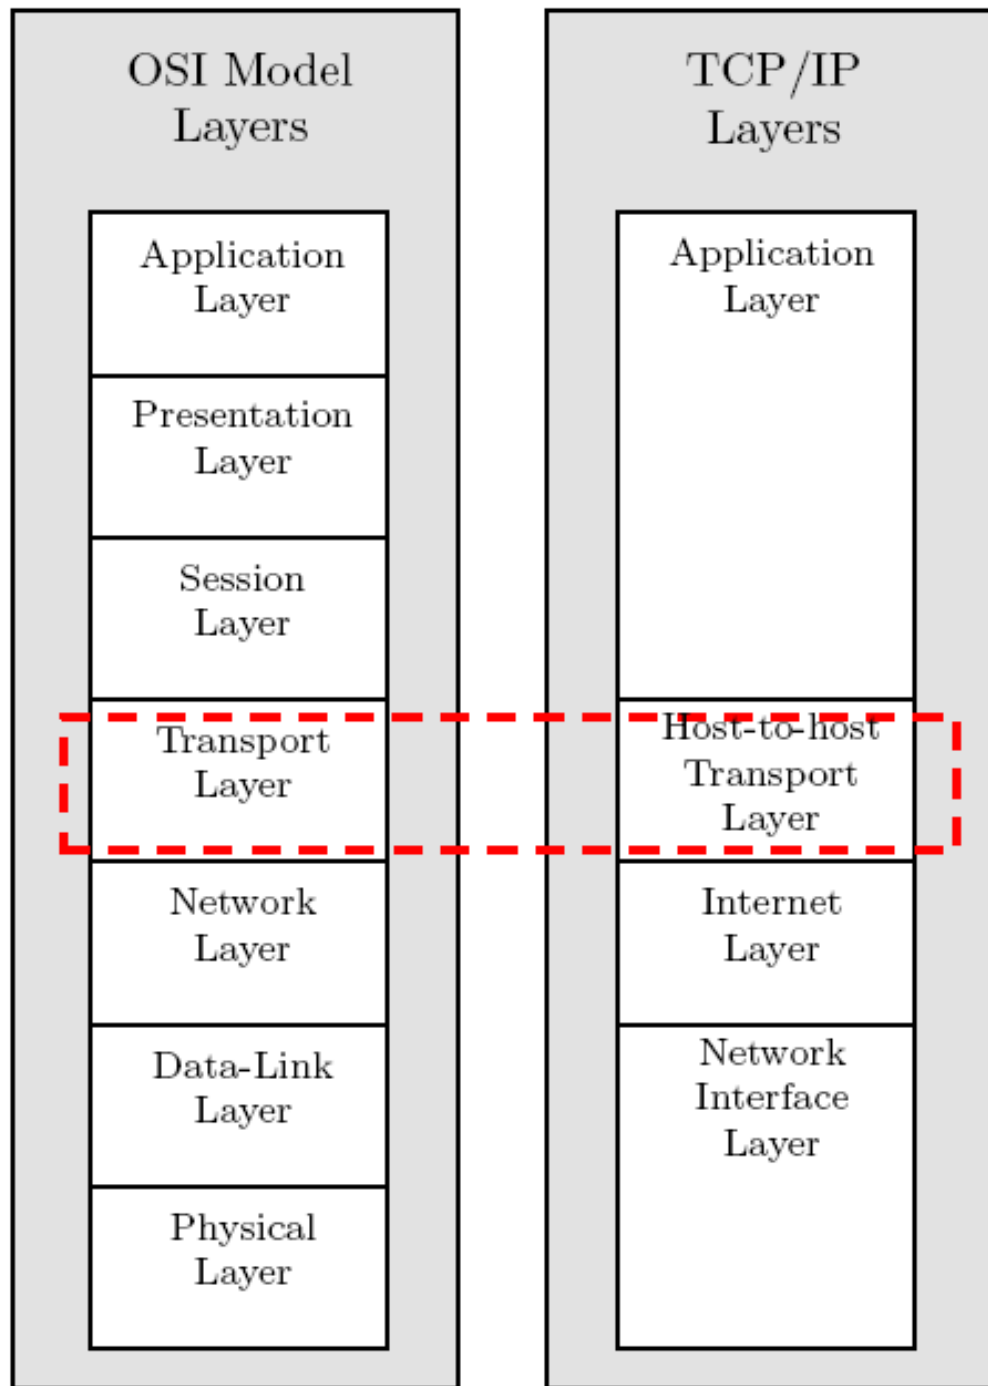 OSI Model
Layers
Application
Layer
Presentation
Layer
Session
Layer
Transport
Layer
Network
Layer
Data-Link
Layer
Physical
Layer
TCP/IP
Layers
Application
Layer
Host-to-host
Transport
Layer
Internet
Layer
Network
Interface
Layer